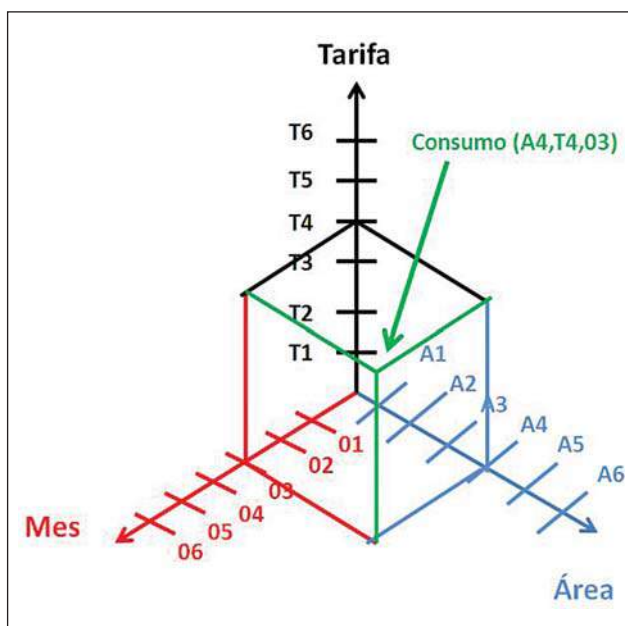 Tarifa
T6
Consumo (A4,T4,03)
T5
T4
T3
T2
T1
A1
A2
A3
A4
A5
A6
01
02
03
04
05
06
Mes
Área